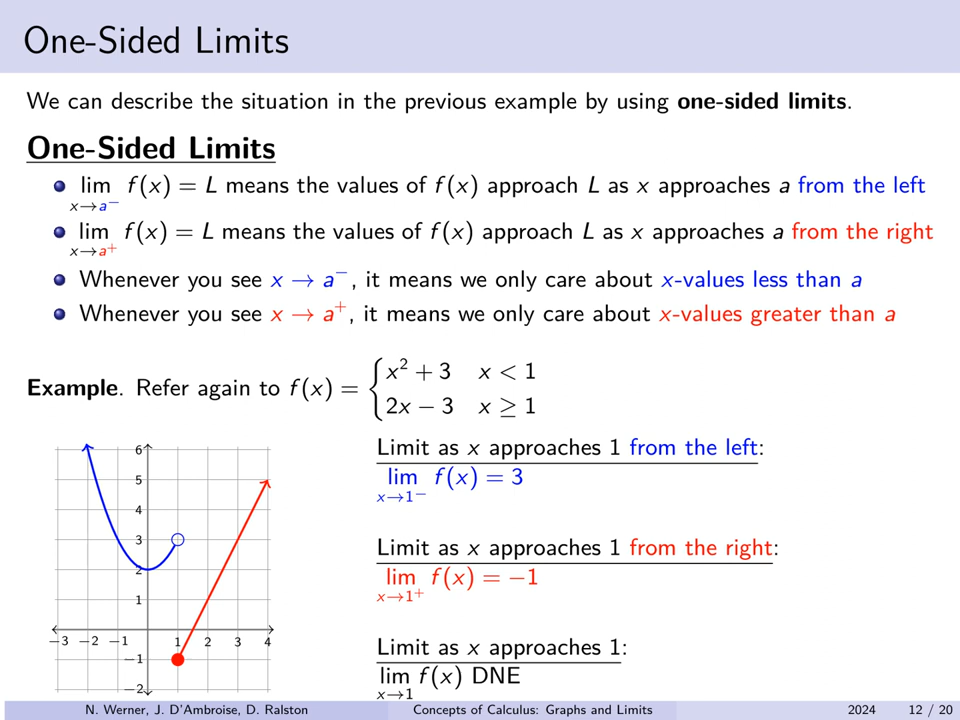 One-Sided Limits
We can describe the situation in the previous example by using one-sided limits.
One-Sided Limits
lim f(x) = L means the values of f(x) approach L as x approaches a from the left
x→a⁻
lim f(x) = L means the values of f(x) approach L as x approaches a from the right
x→a⁺
Whenever you see x → a⁻, it means we only care about x-values less than a
Whenever you see x → a⁺, it means we only care about x-values greater than a
Example. Refer again to f(x) = { x² + 3 x < 1
2x − 3 x ≥ 1
6
5
4
3
2
1
−3 −2 −1 1 2 3 4
−1
−2
Limit as x approaches 1 from the left:
lim f(x) = 3
x→1⁻
Limit as x approaches 1 from the right:
lim f(x) = −1
x→1⁺
Limit as x approaches 1:
lim f(x) DNE
x→1
N. Werner, J. D'Ambroise, D. Ralston Concepts of Calculus: Graphs and Limits 2024 12 / 20